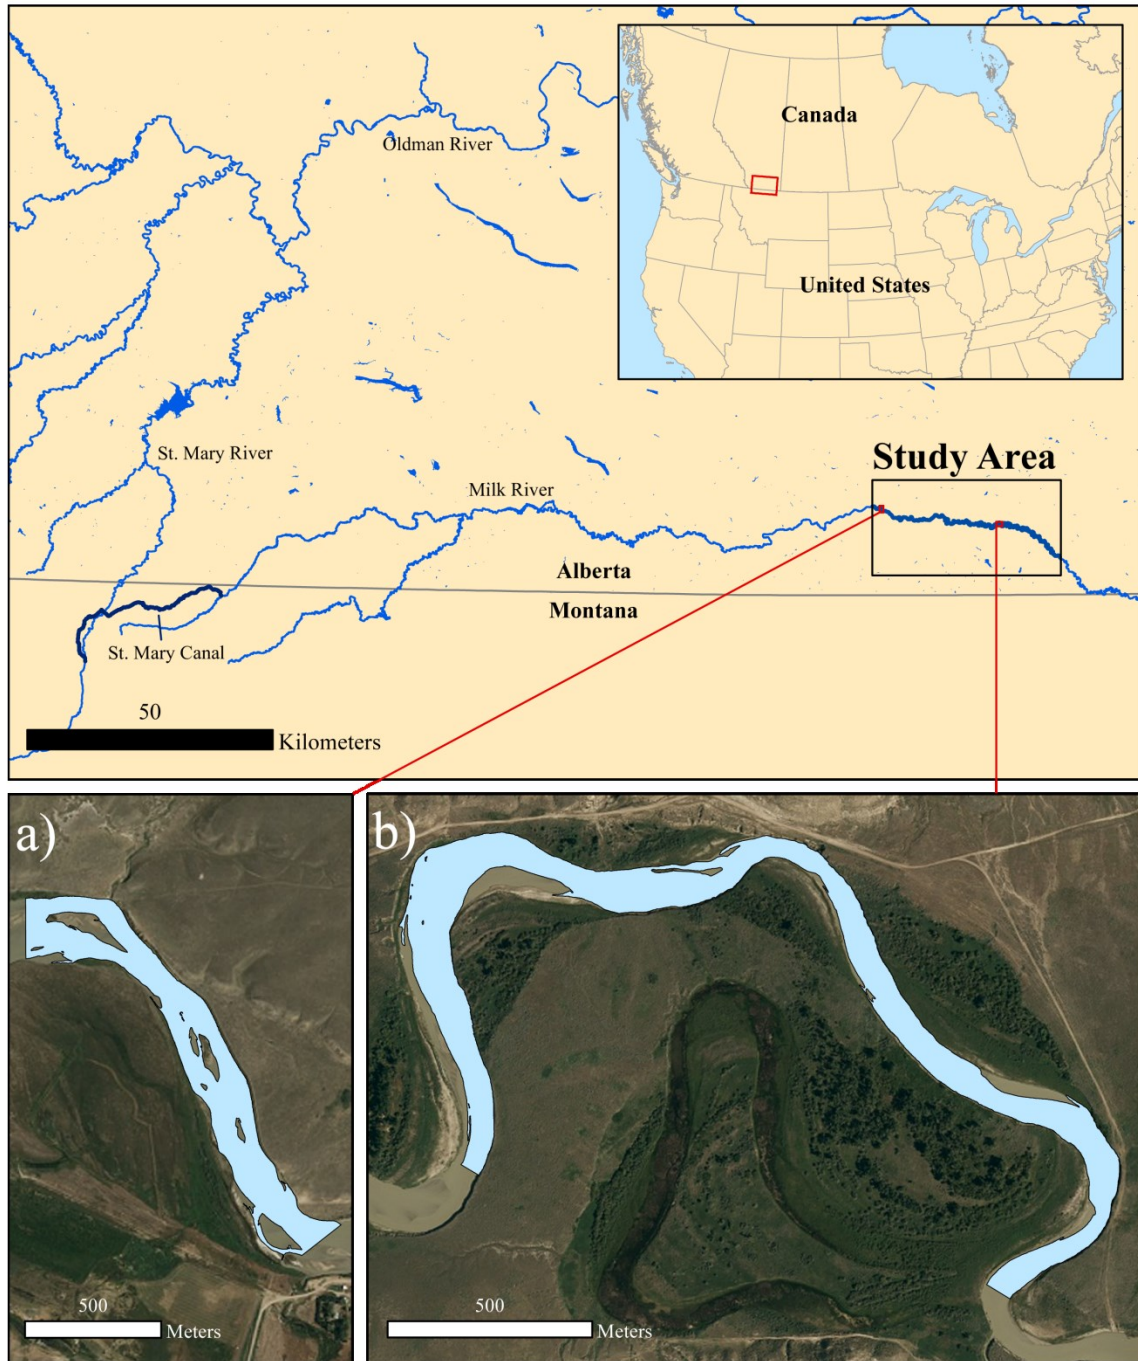 Oldman River
Canada
United States
St. Mary River
Milk River
Study Area
Alberta
Montana
St. Mary Canal
50
Kilometers
a)
b)
500
Meters
500
Meters